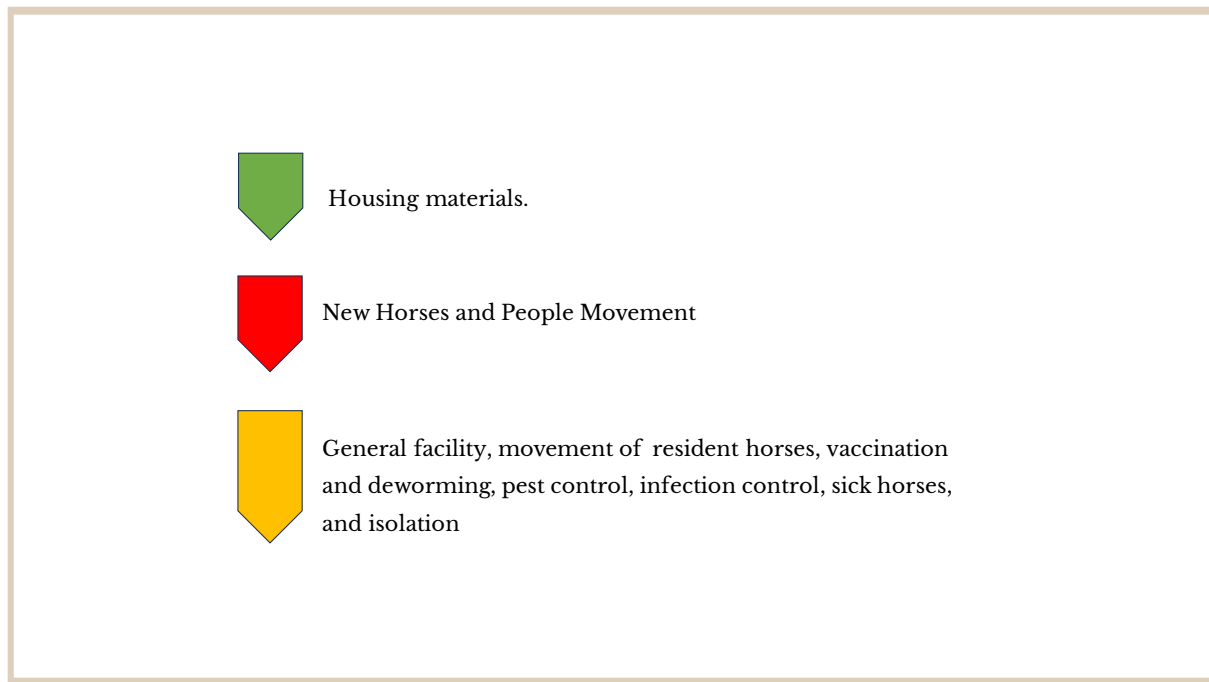 Housing materials.
New Horses and People Movement
General facility, movement of resident horses, vaccination
and deworming, pest control, infection control, sick horses,
and isolation